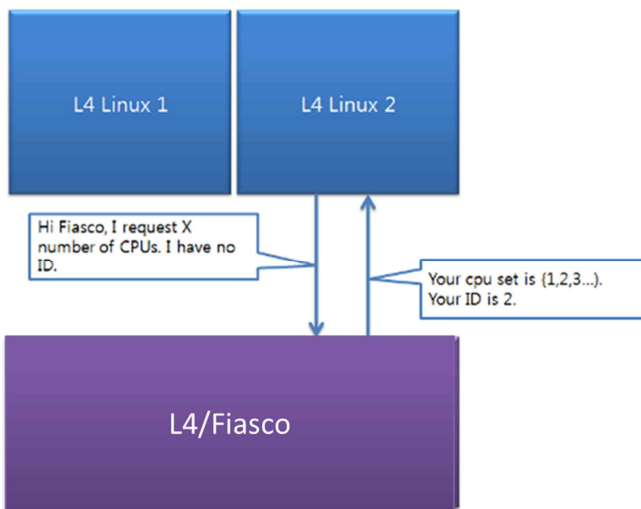 L4 Linux 1
L4 Linux 2
Hi Fiasco, I request X
number of CPUs. I have no
ID.
Your cpu set is {1,2,3...).
Your ID is 2.
L4/Fiasco